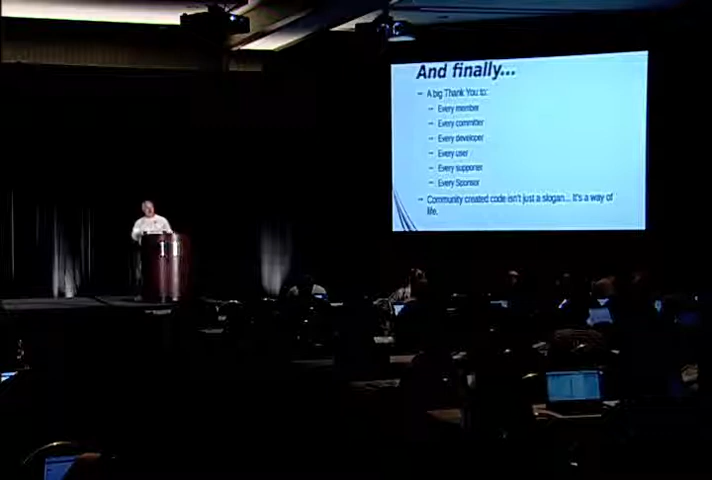 And finally...
– A big Thank You to:
– Every member
– Every committer
– Every developer
– Every user
– Every supporter
– Every Sponsor
– Community created code isn't just a slogan... It's a way of
life.